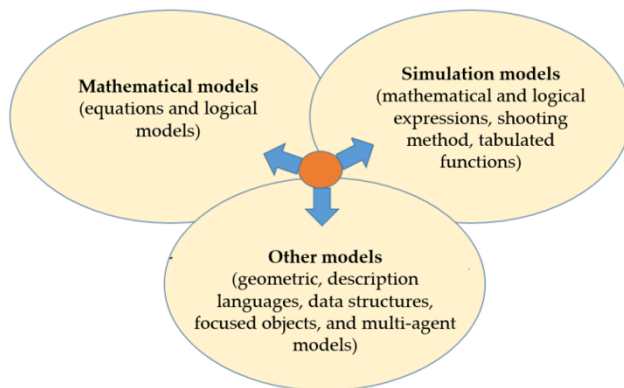 Mathematical models
(equations and logical
models)
Simulation models
(mathematical and logical
expressions, shooting
method, tabulated
functions)
Other models
(geometric, description
languages, data structures,
focused objects, and multi-agent
models)